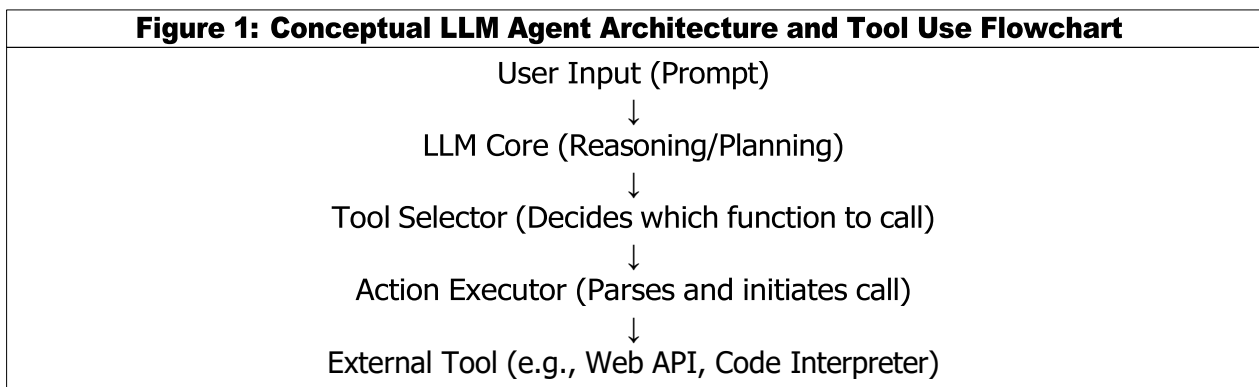 Figure 1: Conceptual LLM Agent Architecture and Tool Use Flowchart
User Input (Prompt)
↓
LLM Core (Reasoning/Planning)
↓
Tool Selector (Decides which function to call)
↓
Action Executor (Parses and initiates call)
↓
External Tool (e.g., Web API, Code Interpreter)